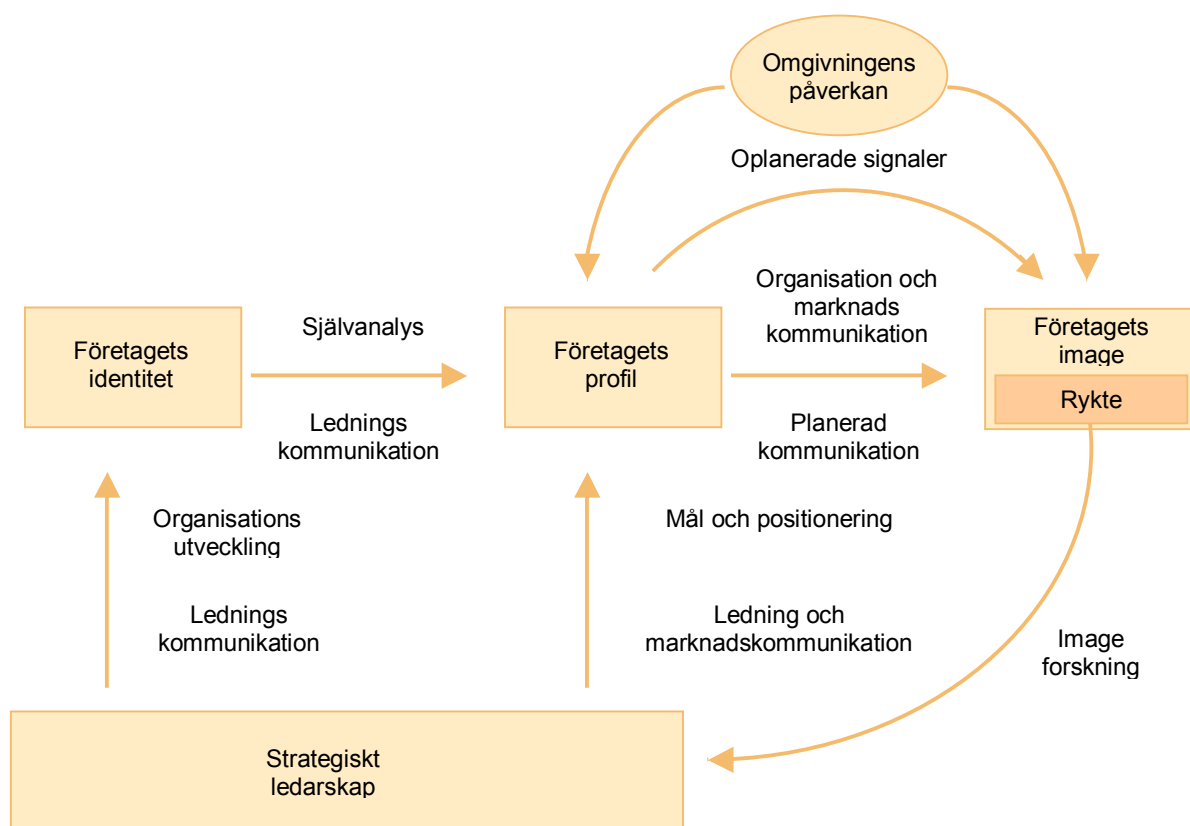 Omgivningens
påverkan
Oplanerade signaler
Organisation och
marknads
kommunikation
Självanalys
Företagets
identitet
Företagets
profil
Företagets
image
Rykte
Lednings
kommunikation
Planerad
kommunikation
Organisations
utveckling
Mål och positionering
Lednings
kommunikation
Ledning och
marknadskommunikation
Image
forskning
Strategiskt
ledarskap